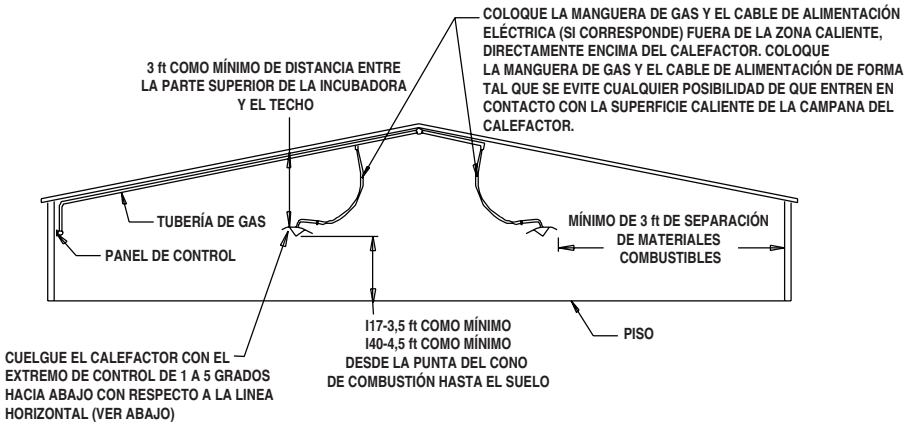 COLOQUE LA MANGUERA DE GAS Y EL CABLE DE ALIMENTACIÓN
ELÉCTRICA (SI CORRESPONDE) FUERA DE LA ZONA CALIENTE,
DIRECTAMENTE ENCIMA DEL CALEFACTOR. COLOQUE
LA MANGUERA DE GAS Y EL CABLE DE ALIMENTACIÓN DE FORMA
TAL QUE SE EVITE CUALQUIER POSIBILIDAD DE QUE ENTREN EN
CONTACTO CON LA SUPERFICIE CALIENTE DE LA CAMPANA DEL
CALEFACTOR.
3 ft COMO MÍNIMO DE DISTANCIA ENTRE
LA PARTE SUPERIOR DE LA INCUBADORA
Y EL TECHO
TUBERÍA DE GAS
PANEL DE CONTROL
MÍNIMO DE 3 ft DE SEPARACIÓN
DE MATERIALES
COMBUSTIBLES
I17-3,5 ft COMO MÍNIMO
I40-4,5 ft COMO MÍNIMO
DESDE LA PUNTA DEL CONO
DE COMBUSTIÓN HASTA EL SUELO
PISO
CUELGUE EL CALEFACTOR CON EL
EXTREMO DE CONTROL DE 1 A 5 GRADOS
HACIA ABAJO CON RESPECTO A LA LINEA
HORIZONTAL (VER ABAJO)